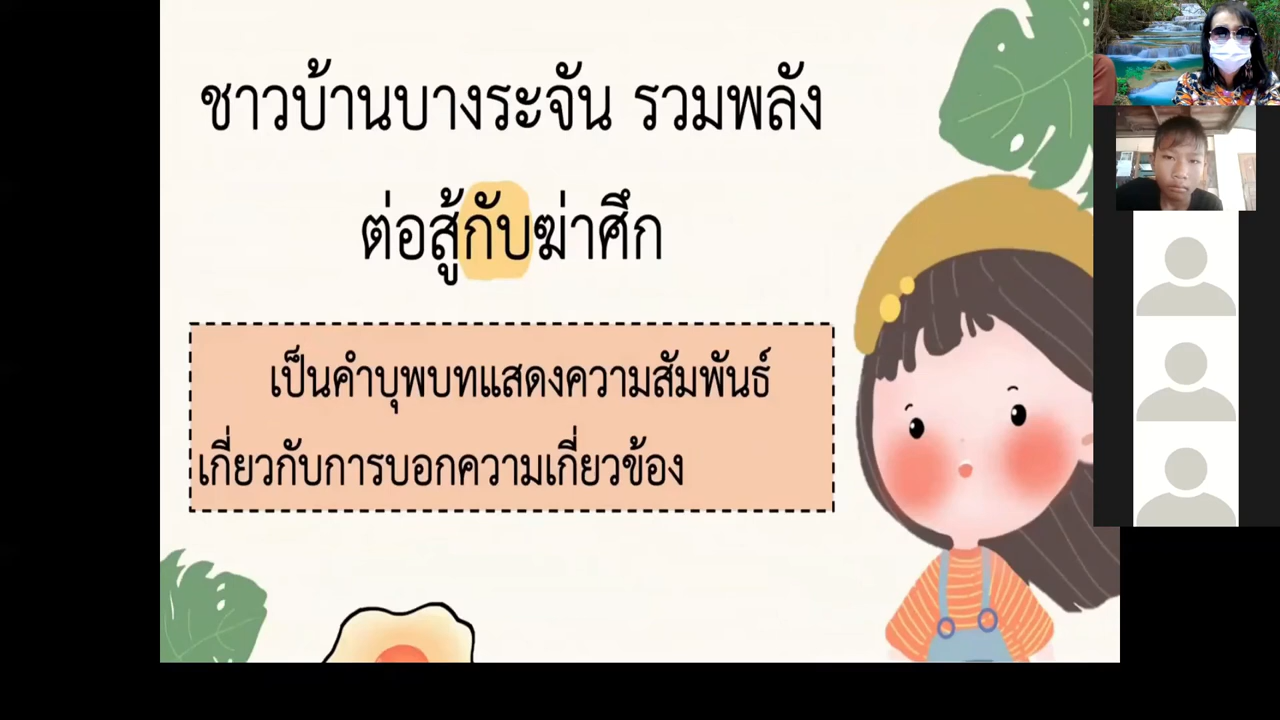 ชาวบ้านบางระจัน รวมพลัง
ต่อสู้กับฆ่าศึก
เป็นคำบุพบทแสดงความสัมพันธ์
เกี่ยวกับการบอกความเกี่ยวข้อง